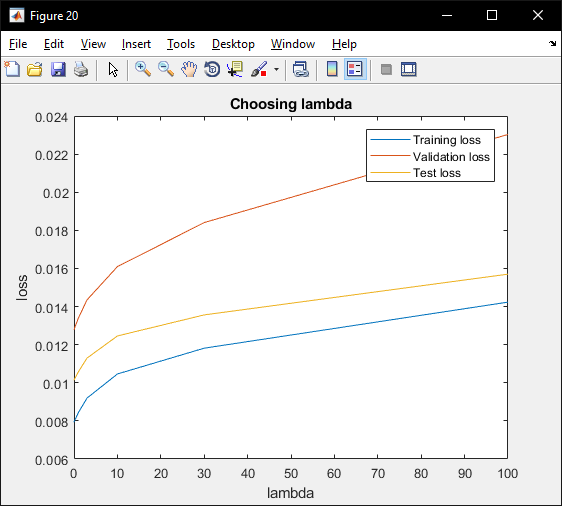 Figure 20
File Edit View Insert Tools Desktop Window Help
Choosing lambda
0.024
0.022
0.02
0.018
0.016
0.014
0.012
0.01
0.008
0.006
loss
Training loss
Validation loss
Test loss
0 10 20 30 40 50 60 70 80 90 100
lambda